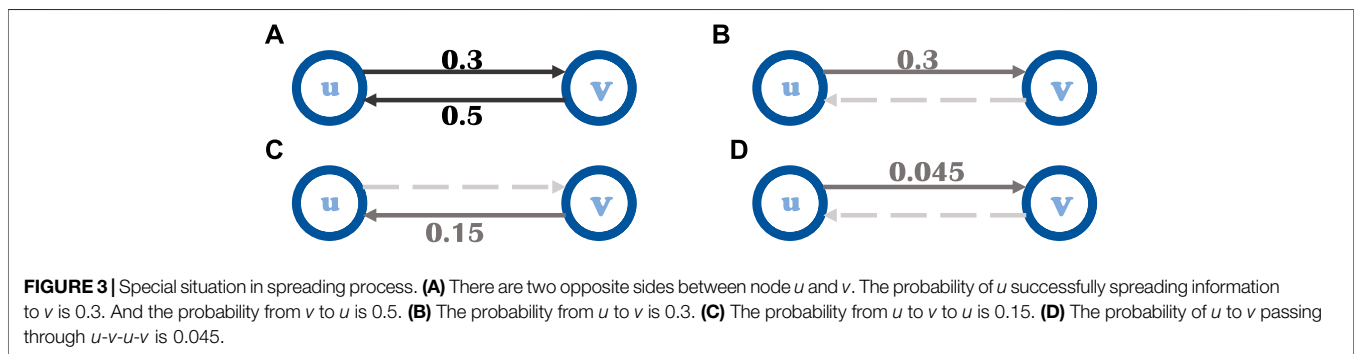 A
B
0.3
0.3
u
v
u
v
0.5
C
D
0.045
u
v
u
v
0.15
FIGURE 3 | Special situation in spreading process. (A) There are two opposite sides between node u and v. The probability of u successfully spreading information
to v is 0.3. And the probability from v to u is 0.5. (B) The probability from u to v is 0.3. (C) The probability from u to v to u is 0.15. (D) The probability of u to v passing
through u-v-u-v is 0.045.